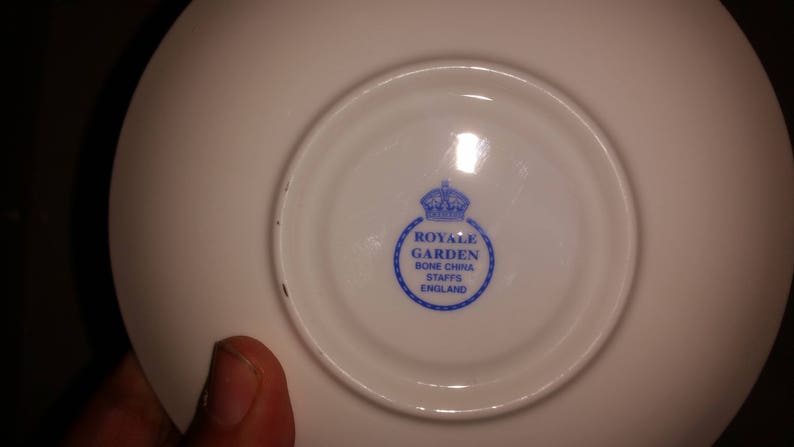 ROYALE
GARDEN
BONE CHINA
STAFFS
ENGLAND